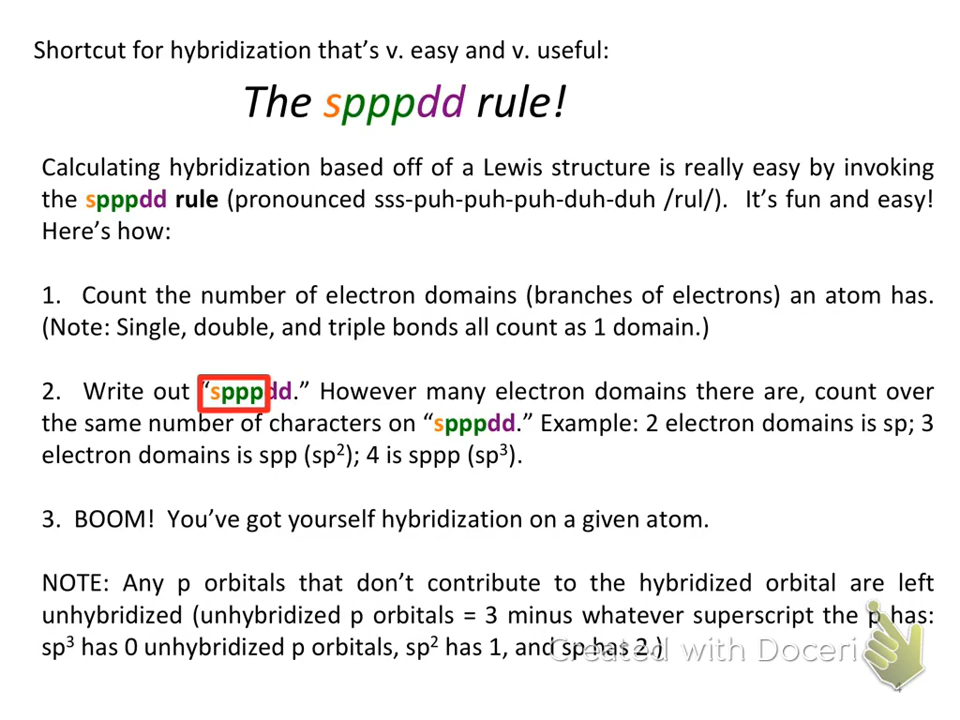 Shortcut for hybridization that's v. easy and v. useful:
The spppdd rule!
Calculating hybridization based off of a Lewis structure is really easy by invoking
the spppdd rule (pronounced sss-puh-puh-puh-duh-duh /rul/). It's fun and easy!
Here's how:
1. Count the number of electron domains (branches of electrons) an atom has.
(Note: Single, double, and triple bonds all count as 1 domain.)
2. Write out “spppdd.” However many electron domains there are, count over
the same number of characters on “spppdd.” Example: 2 electron domains is sp; 3
electron domains is spp (sp²); 4 is sppp (sp³).
3. BOOM! You've got yourself hybridization on a given atom.
NOTE: Any p orbitals that don't contribute to the hybridized orbital are left
unhybridized (unhybridized p orbitals = 3 minus whatever superscript the p has:
sp³ has 0 unhybridized p orbitals, sp² has 1, and sp has 2.)
Created with Doceri
4